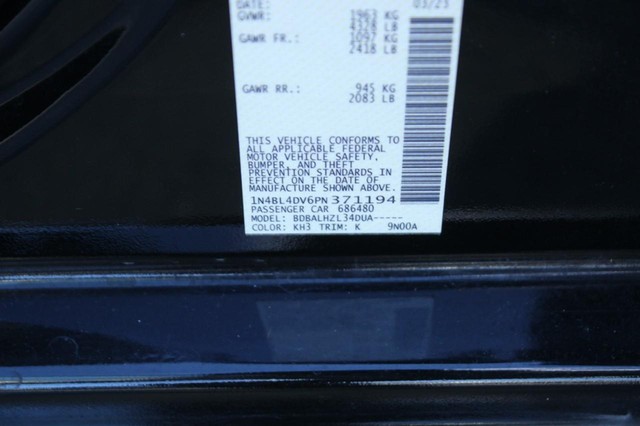 DATE: 03/23
GVWR: 1963 KG
4328 LB
GAWR FR.: 1097 KG
2418 LB
GAWR RR.: 945 KG
2083 LB
THIS VEHICLE CONFORMS TO
ALL APPLICABLE FEDERAL
MOTOR VEHICLE SAFETY,
BUMPER, AND THEFT
PREVENTION STANDARDS IN
EFFECT ON THE DATE OF
MANUFACTURE SHOWN ABOVE.
1N4BL4DV6PN371194
PASSENGER CAR 686480
MODEL: BDBALHZL34DUA-----
COLOR: KH3 TRIM: K 9N00A